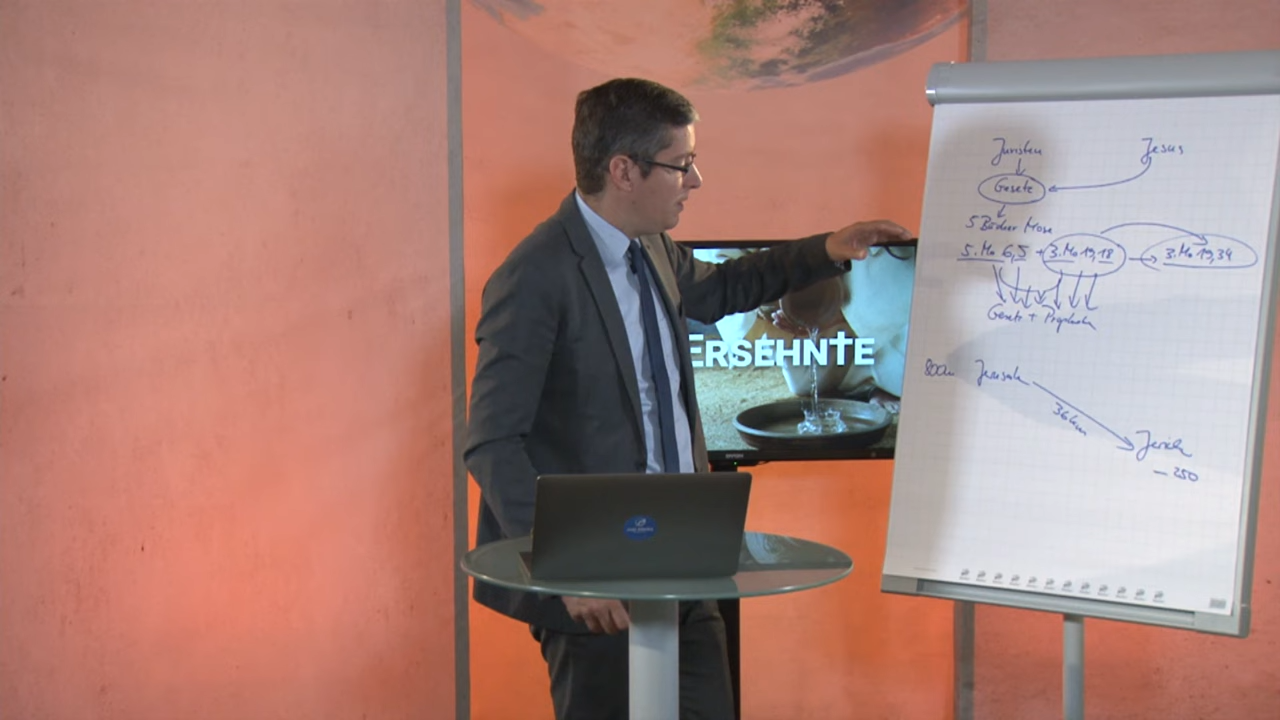 ERSEHNTE
Juristen Jesus
Gesetz
5 Bücher Mose
5. Mo 6,5 + 3. Mo 19,18 3. Mo 19,34
Gesetz + Propheten
800m Jerusalem
36km
Jericho
– 250